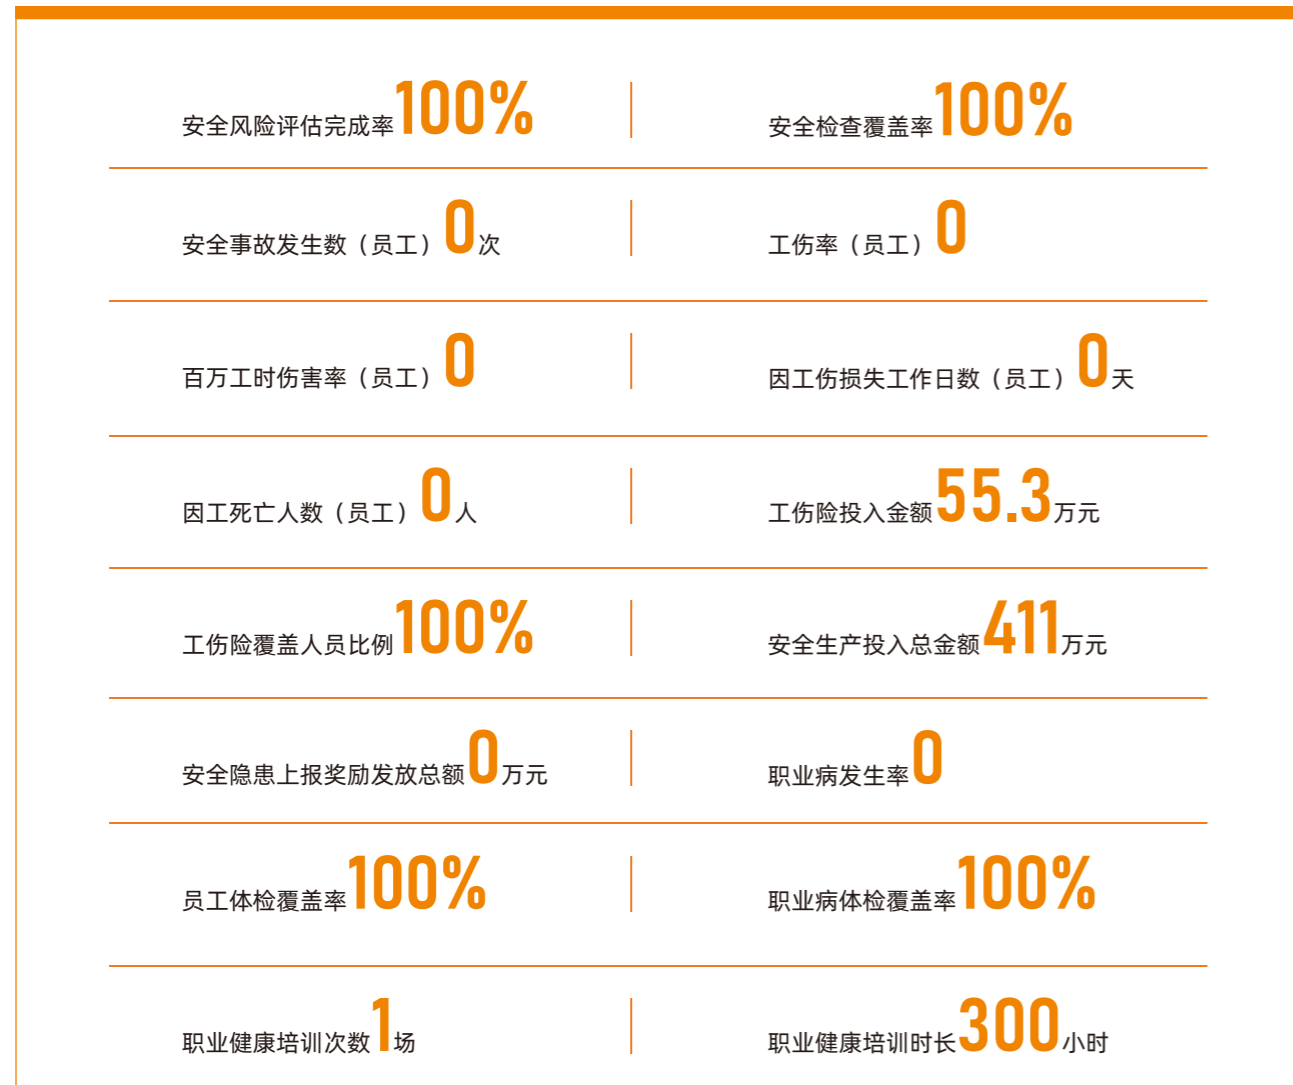 安全风险评估完成率100%
安全检查覆盖率100%
安全事故发生数（员工）0次
工伤率（员工）0
百万工时伤害率（员工）0
因工伤损失工作日数（员工）0天
因工死亡人数（员工）0人
工伤险投入金额55.3万元
工伤险覆盖人员比例100%
安全生产投入总金额411万元
安全隐患上报奖励发放总额0万元
职业病发生率0
员工体检覆盖率100%
职业病体检覆盖率100%
职业健康培训次数1场
职业健康培训时长300小时